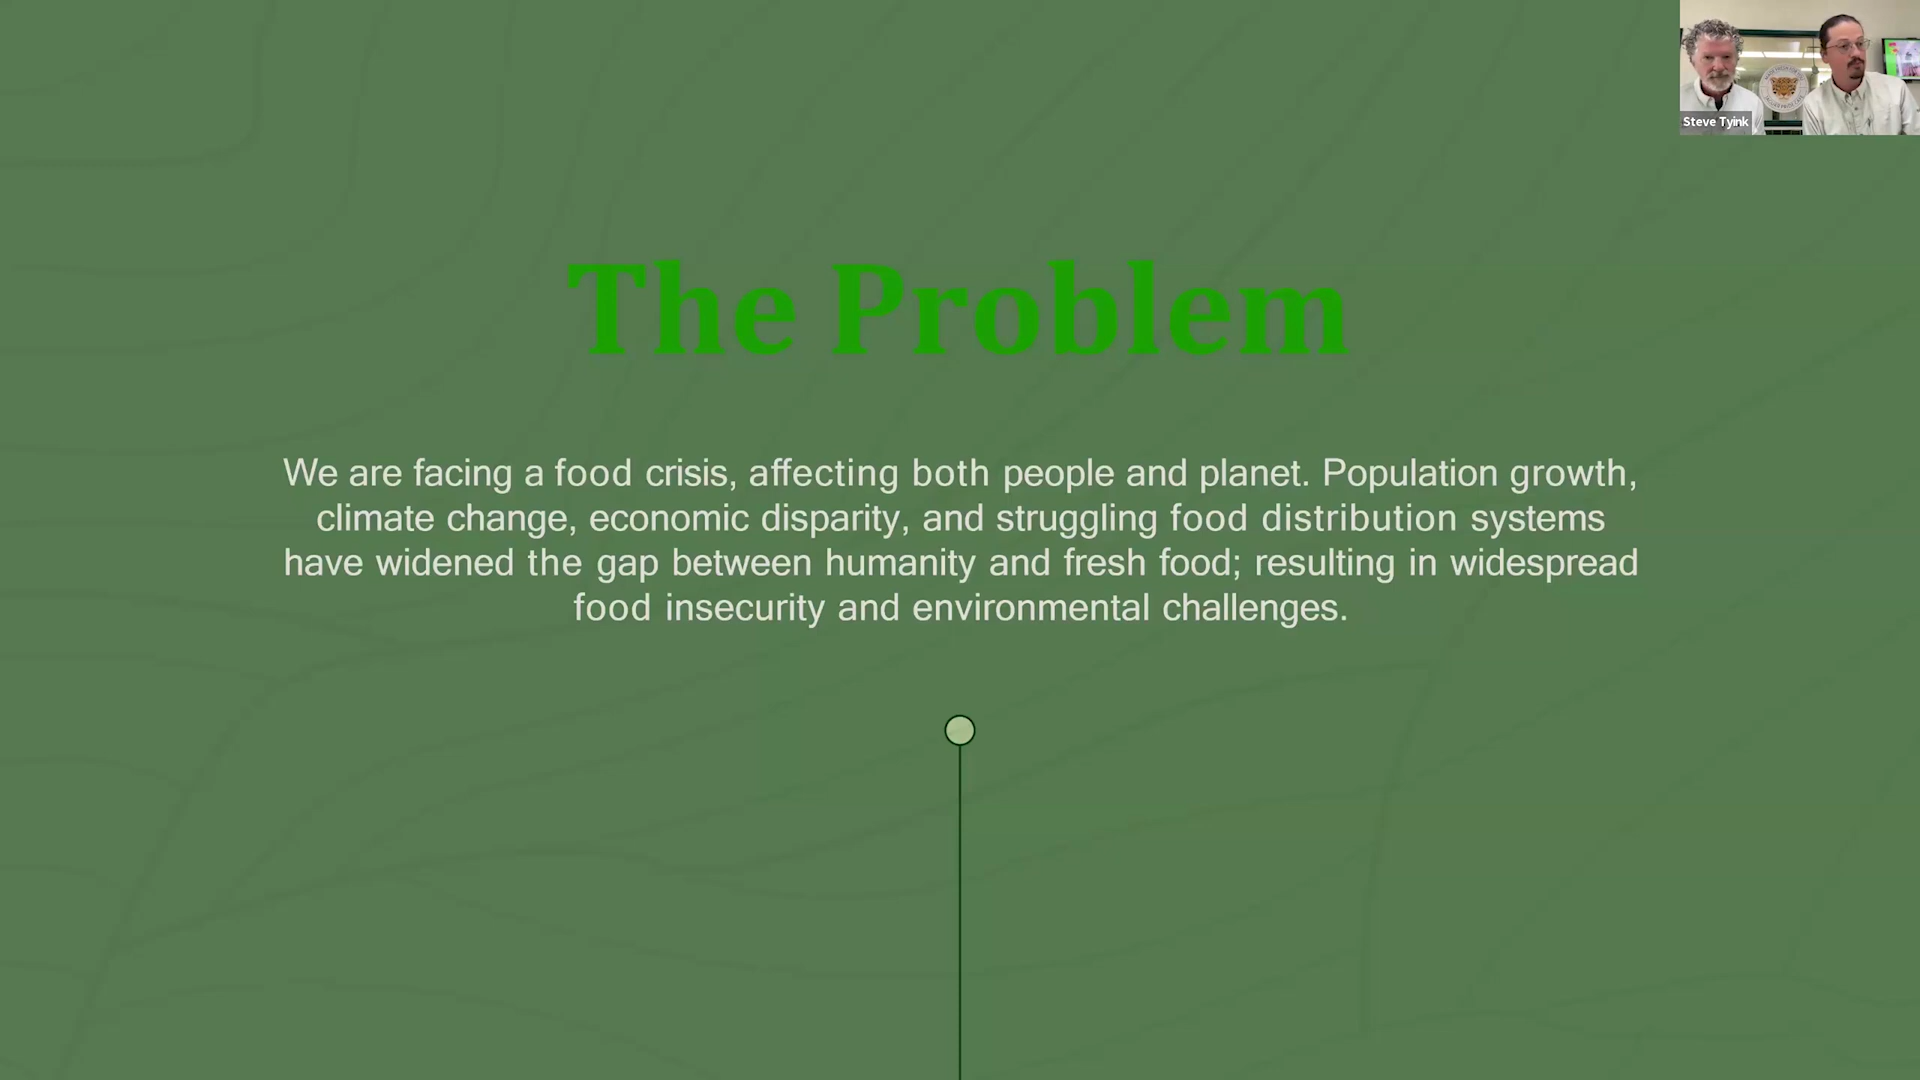 Steve Tyink
The Problem
We are facing a food crisis, affecting both people and planet. Population growth,
climate change, economic disparity, and struggling food distribution systems
have widened the gap between humanity and fresh food; resulting in widespread
food insecurity and environmental challenges.